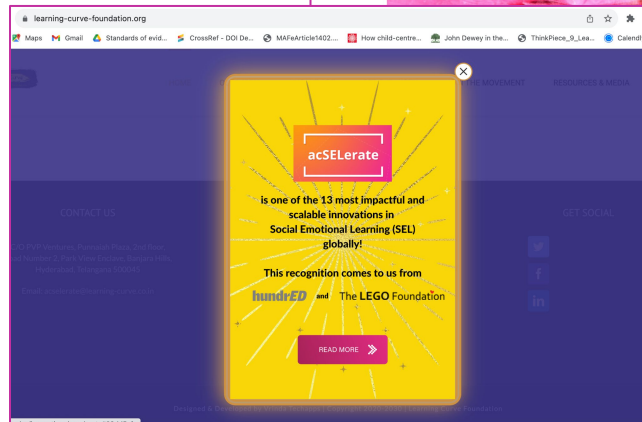 learning-curve-foundation.org
Maps Gmail Standards of evid... CrossRef - DOI De... MAFeArticle1402.... How child-centre... John Dewey in the... ThinkPiece_9_Lea... Calendl
THE MOVEMENT RESOURCES & MEDIA
acSELerate
is one of the 13 most impactful and
scalable innovations in
Social Emotional Learning (SEL)
globally!
This recognition comes to us from
hundrED and The LEGO Foundation
READ MORE
CONTACT US
GET SOCIAL